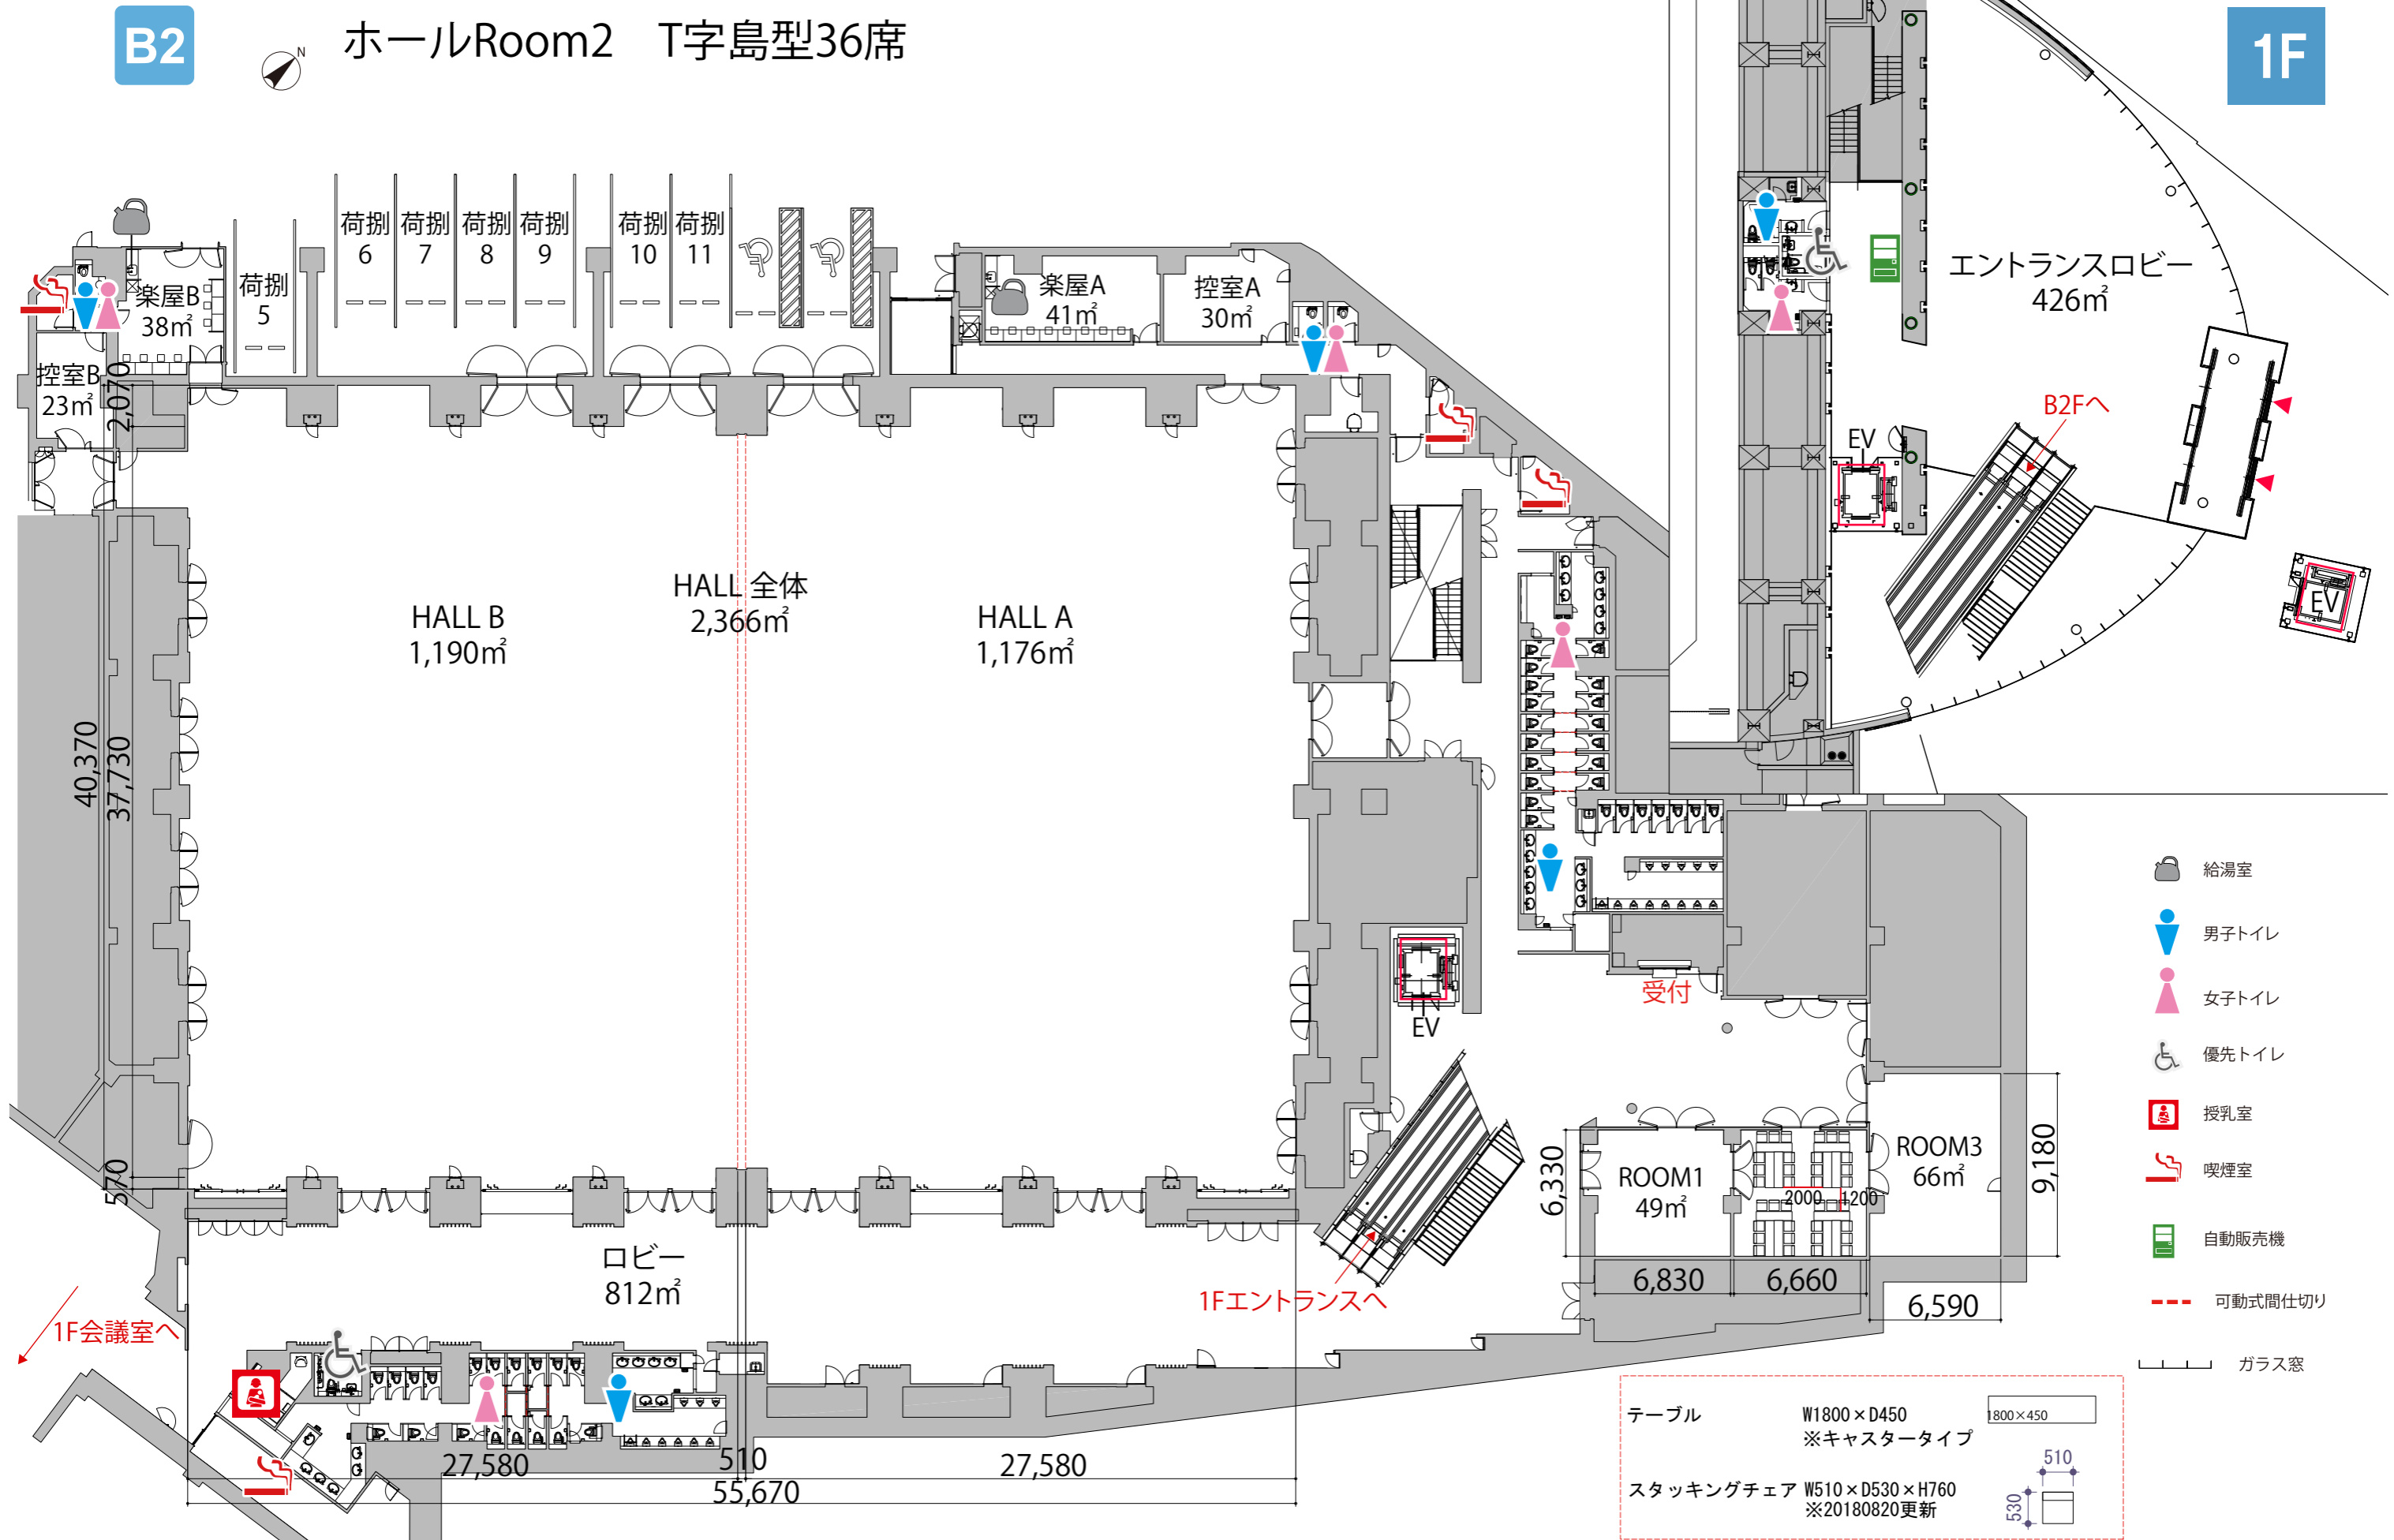 B2
N
ホールRoom2　T字島型36席
1F
荷捌
5
荷捌
6
荷捌
7
荷捌
8
荷捌
9
荷捌
10
荷捌
11
楽屋B
38㎡
控室B
23㎡
楽屋A
41㎡
控室A
30㎡
エントランスロビー
426㎡
B2Fへ
EV
EV
2,070
40,370
37,730
570
HALL B
1,190㎡
HALL 全体
2,366㎡
HALL A
1,176㎡
受付
EV
ROOM1
49㎡
ROOM3
66㎡
2000
1200
6,330
9,180
6,830
6,660
6,590
ロビー
812㎡
1Fエントランスへ
1F会議室へ
27,580
510
27,580
55,670
給湯室
男子トイレ
女子トイレ
優先トイレ
授乳室
喫煙室
自動販売機
可動式間仕切り
ガラス窓
テーブル W1800×D450
※キャスタータイプ
1800×450
スタッキングチェア W510×D530×H760
※20180820更新
510
530